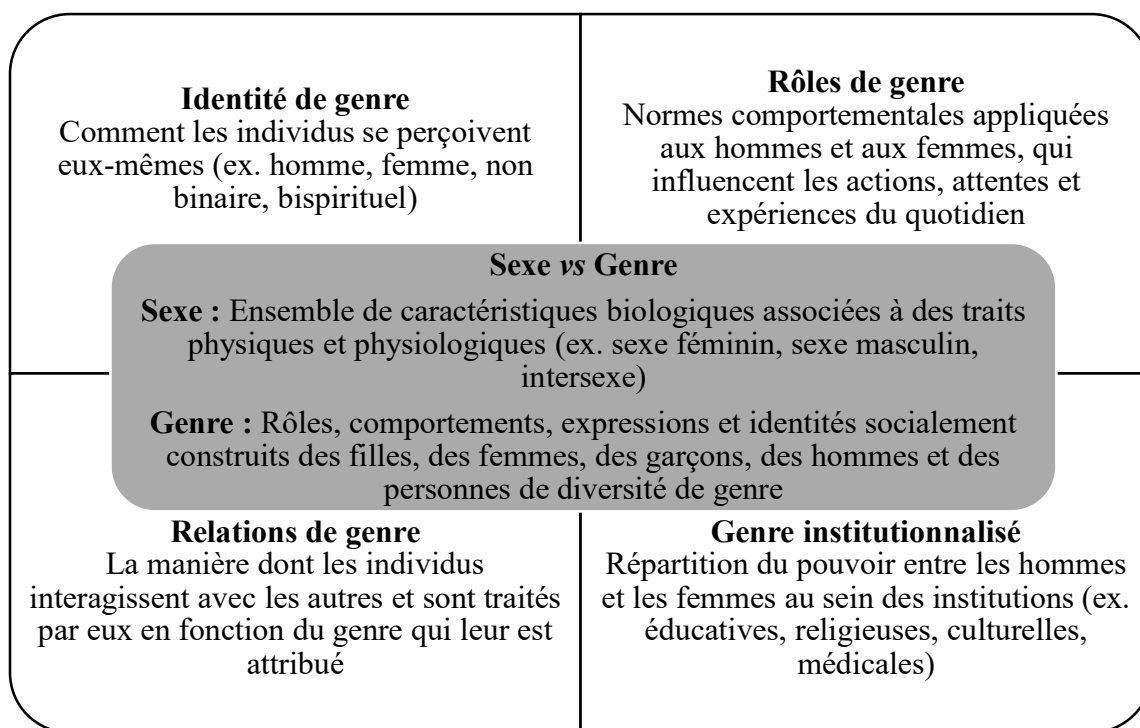 Identité de genre
Comment les individus se perçoivent
eux-mêmes (ex. homme, femme, non
binaire, bispirituel)
Rôles de genre
Normes comportementales appliquées
aux hommes et aux femmes, qui
influencent les actions, attentes et
expériences du quotidien
Sexe vs Genre
Sexe : Ensemble de caractéristiques biologiques associées à des traits
physiques et physiologiques (ex. sexe féminin, sexe masculin,
intersexe)
Genre : Rôles, comportements, expressions et identités socialement
construits des filles, des femmes, des garçons, des hommes et des
personnes de diversité de genre
Relations de genre
La manière dont les individus
interagissent avec les autres et sont traités
par eux en fonction du genre qui leur est
attribué
Genre institutionnalisé
Répartition du pouvoir entre les hommes
et les femmes au sein des institutions (ex.
éducatives, religieuses, culturelles,
médicales)